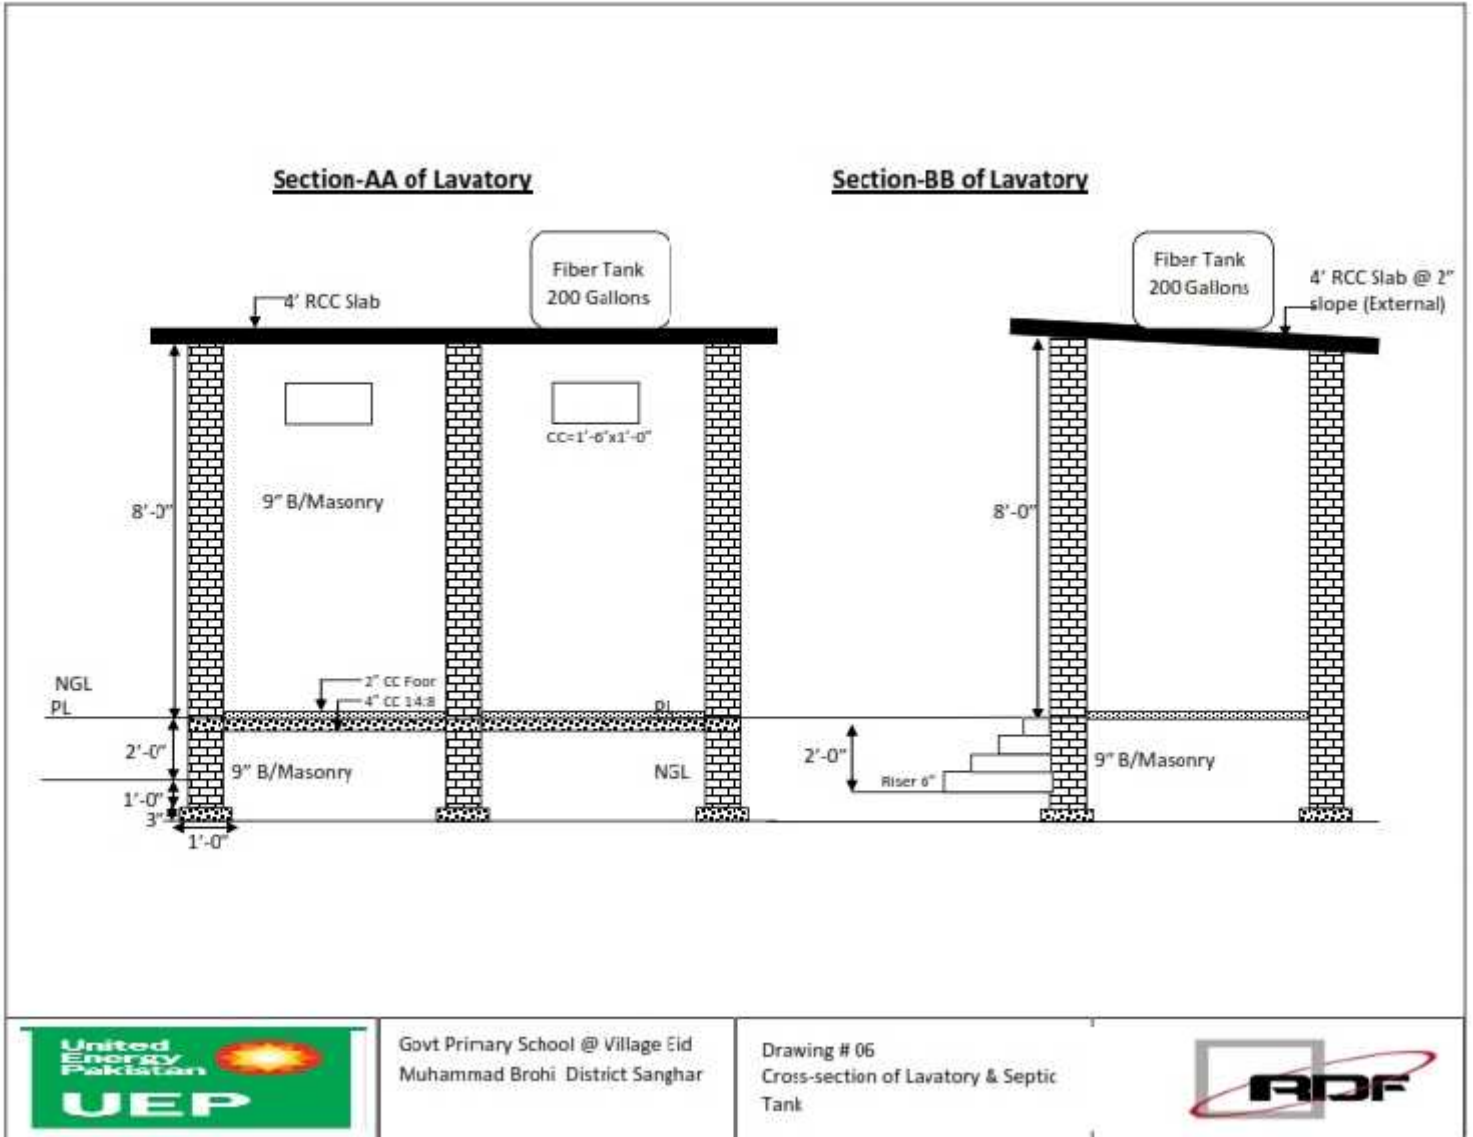 Section-AA of Lavatory
Section-BB of Lavatory
Fiber Tank
200 Gallons
4' RCC Slab
Fiber Tank
200 Gallons
4' RCC Slab @ 2"
slope (External)
CC=1'-6"x1'-0"
9" B/Masonry
8'-0"
8'-0"
NGL
PL
2" CC Foor
4" CC 1:4:8
PL
2'-0"
9" B/Masonry
NGL
2'-0"
Riser 6"
9" B/Masonry
1'-0"
3"
1'-0"
United
Energy
Pakistan
UEP
Govt Primary School @ Village Eid
Muhammad Brohi District Sanghar
Drawing # 06
Cross-section of Lavatory & Septic
Tank
RDF